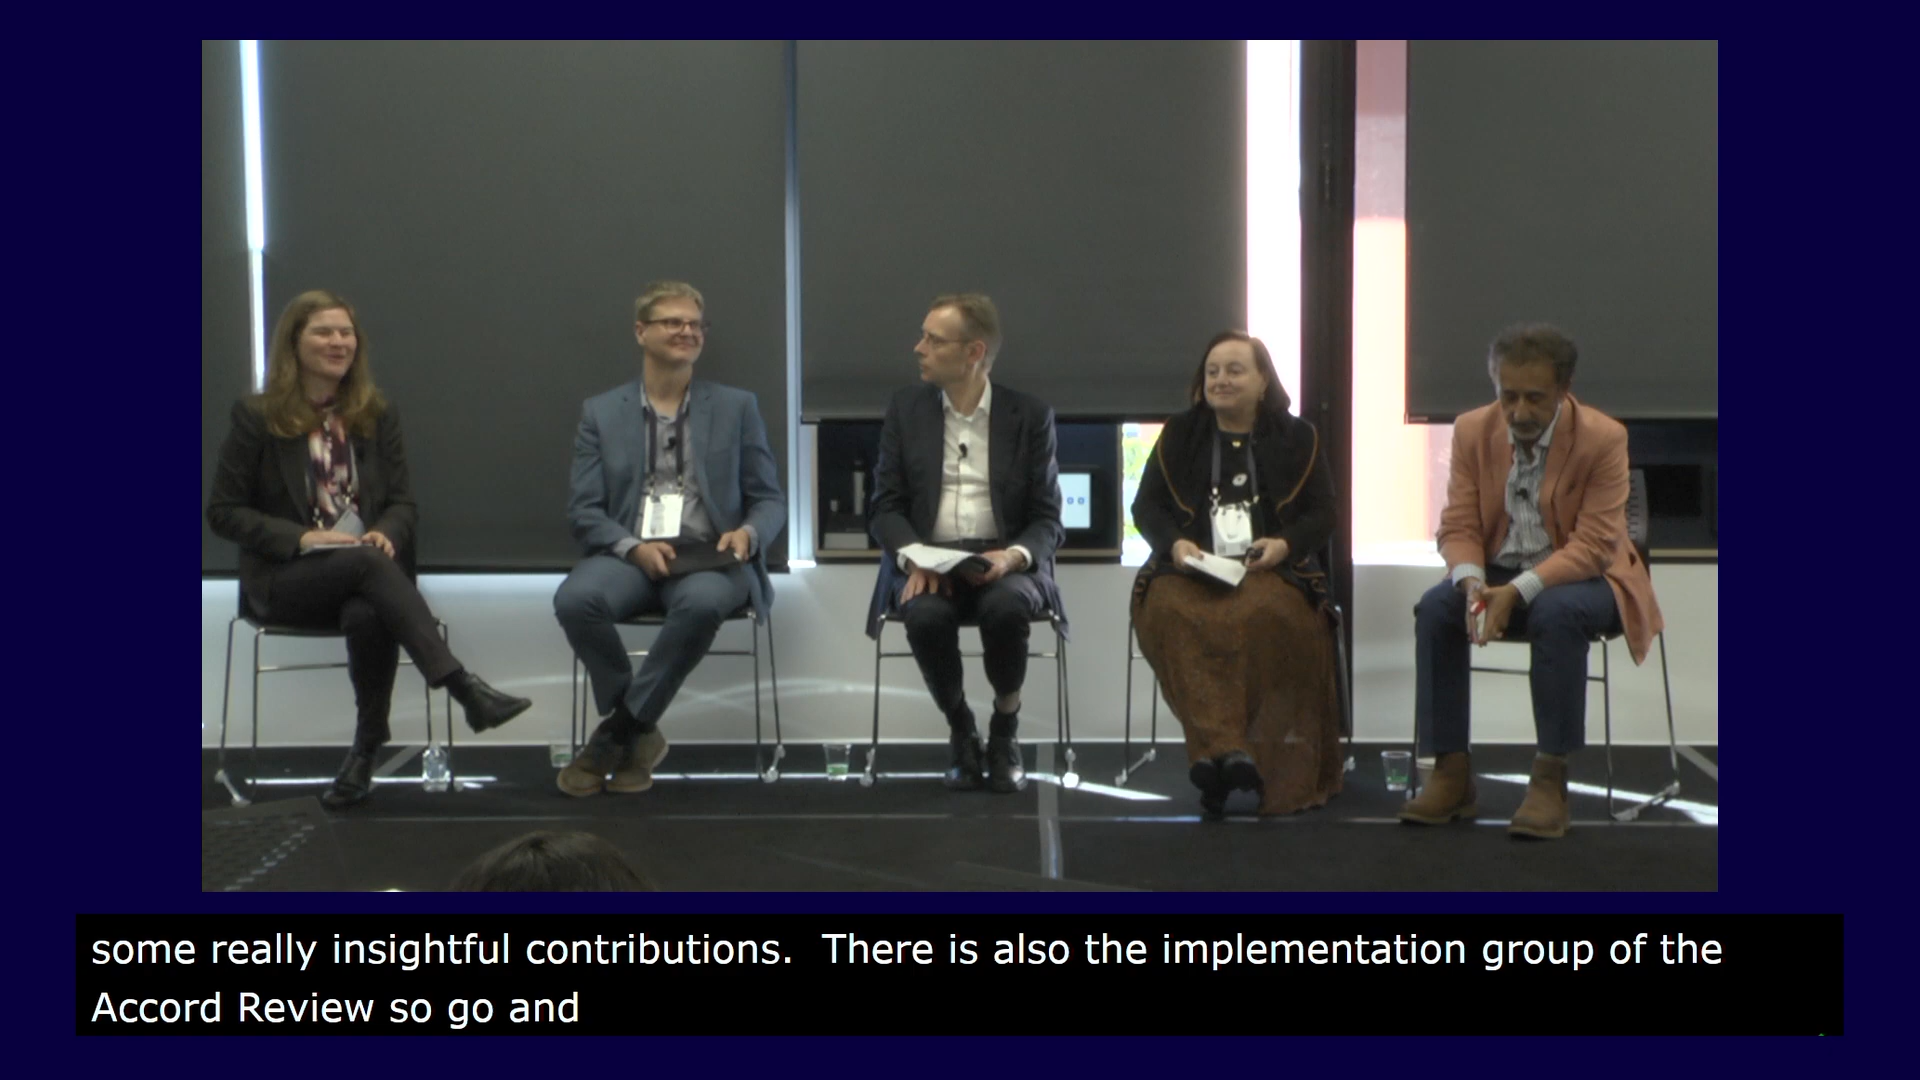 some really insightful contributions.  There is also the implementation group of the
Accord Review so go and